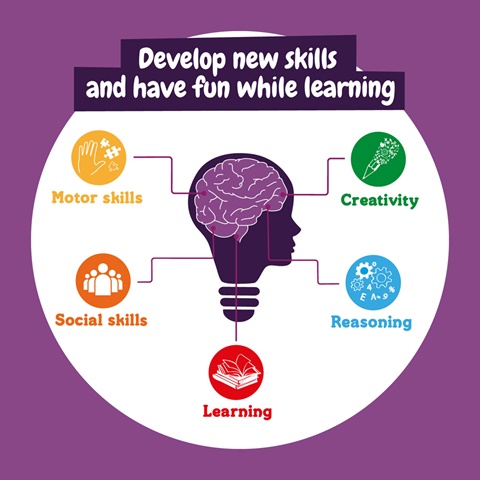 Develop new skills
and have fun while learning
Motor skills
Creativity
Social skills
Reasoning
Learning